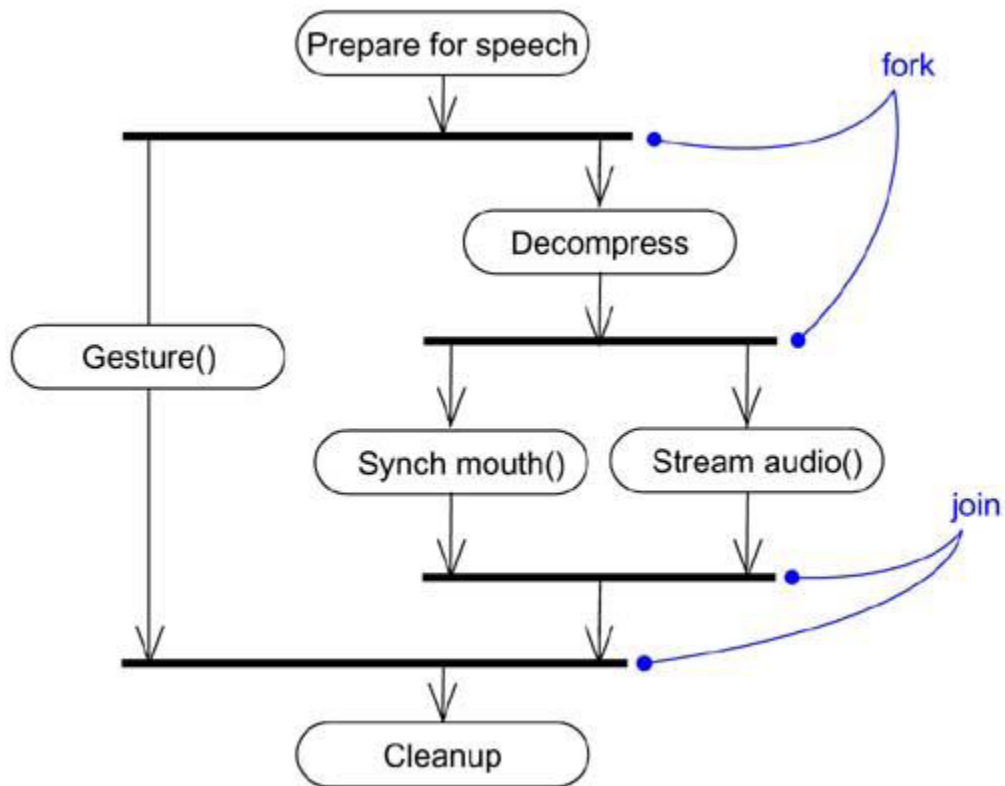 Prepare for speech
fork
Decompress
Gesture()
Synch mouth()
Stream audio()
join
Cleanup